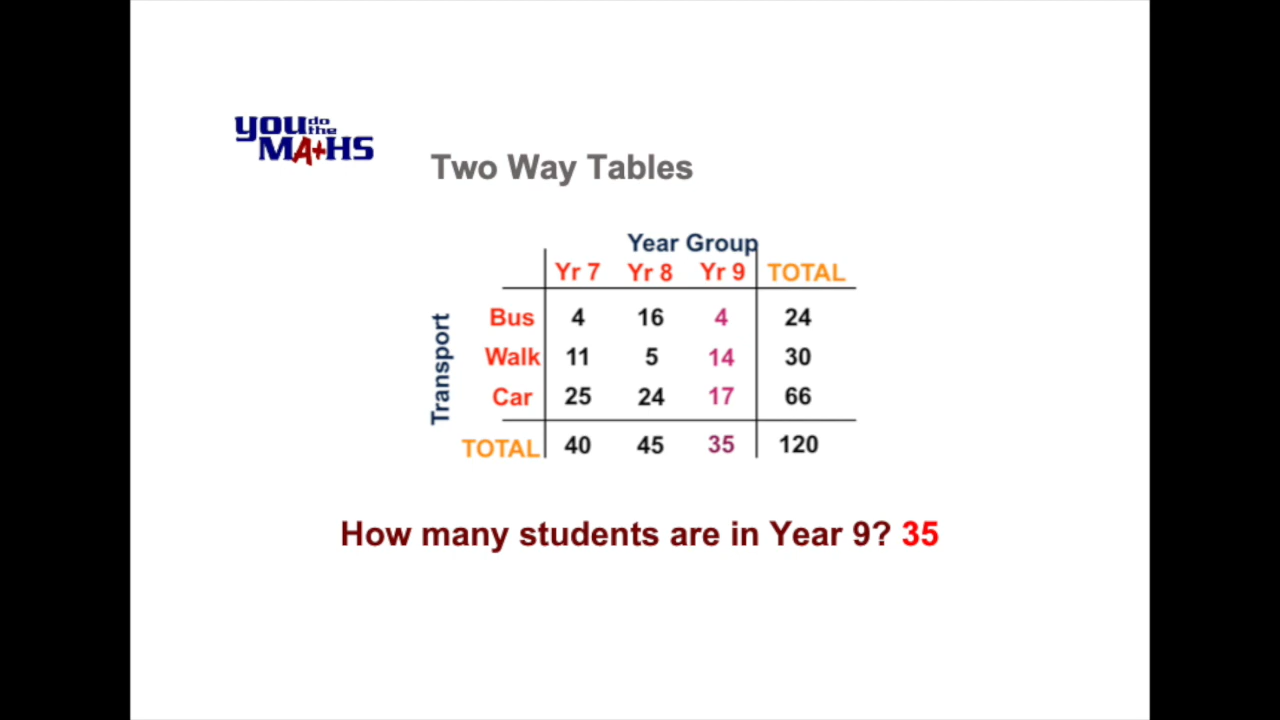 you do the MATHS
Two Way Tables
Year Group
Yr 7 Yr 8 Yr 9 TOTAL
Transport
Bus 4 16 4 24
Walk 11 5 14 30
Car 25 24 17 66
TOTAL 40 45 35 120
How many students are in Year 9? 35